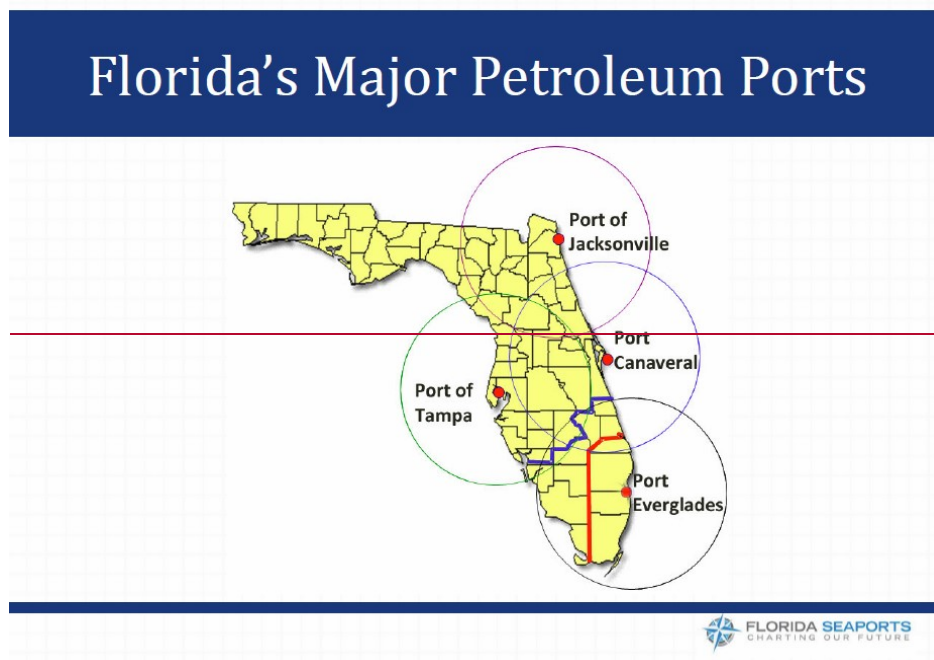 Florida’s Major Petroleum Ports
Port of
Jacksonville
Port
Canaveral
Port of
Tampa
Port
Everglades
FLORIDA SEAPORTS
CHARTING OUR FUTURE